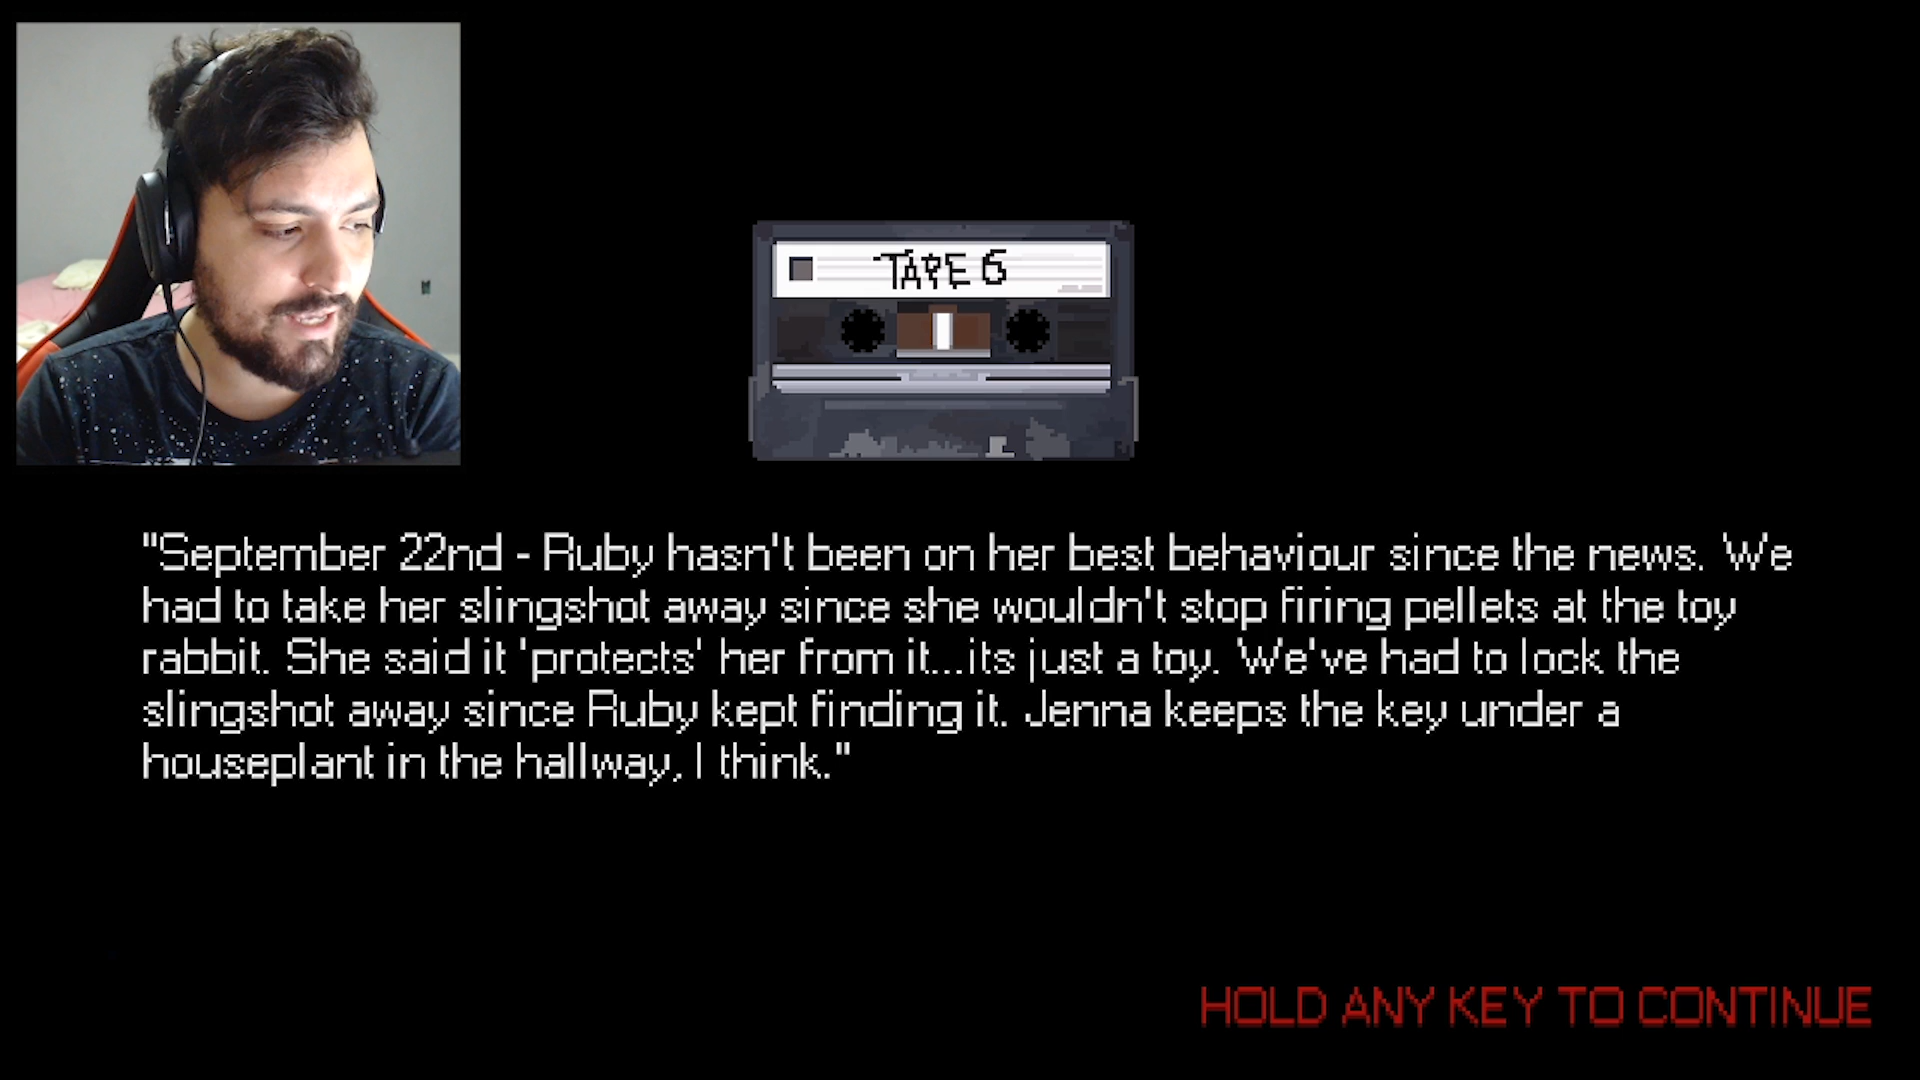 TAPE 6
"September 22nd - Ruby hasn't been on her best behaviour since the news. We
had to take her slingshot away since she wouldn't stop firing pellets at the toy
rabbit. She said it 'protects' her from it...its just a toy. We've had to lock the
slingshot away since Ruby kept finding it. Jenna keeps the key under a
houseplant in the hallway, I think."
HOLD ANY KEY TO CONTINUE